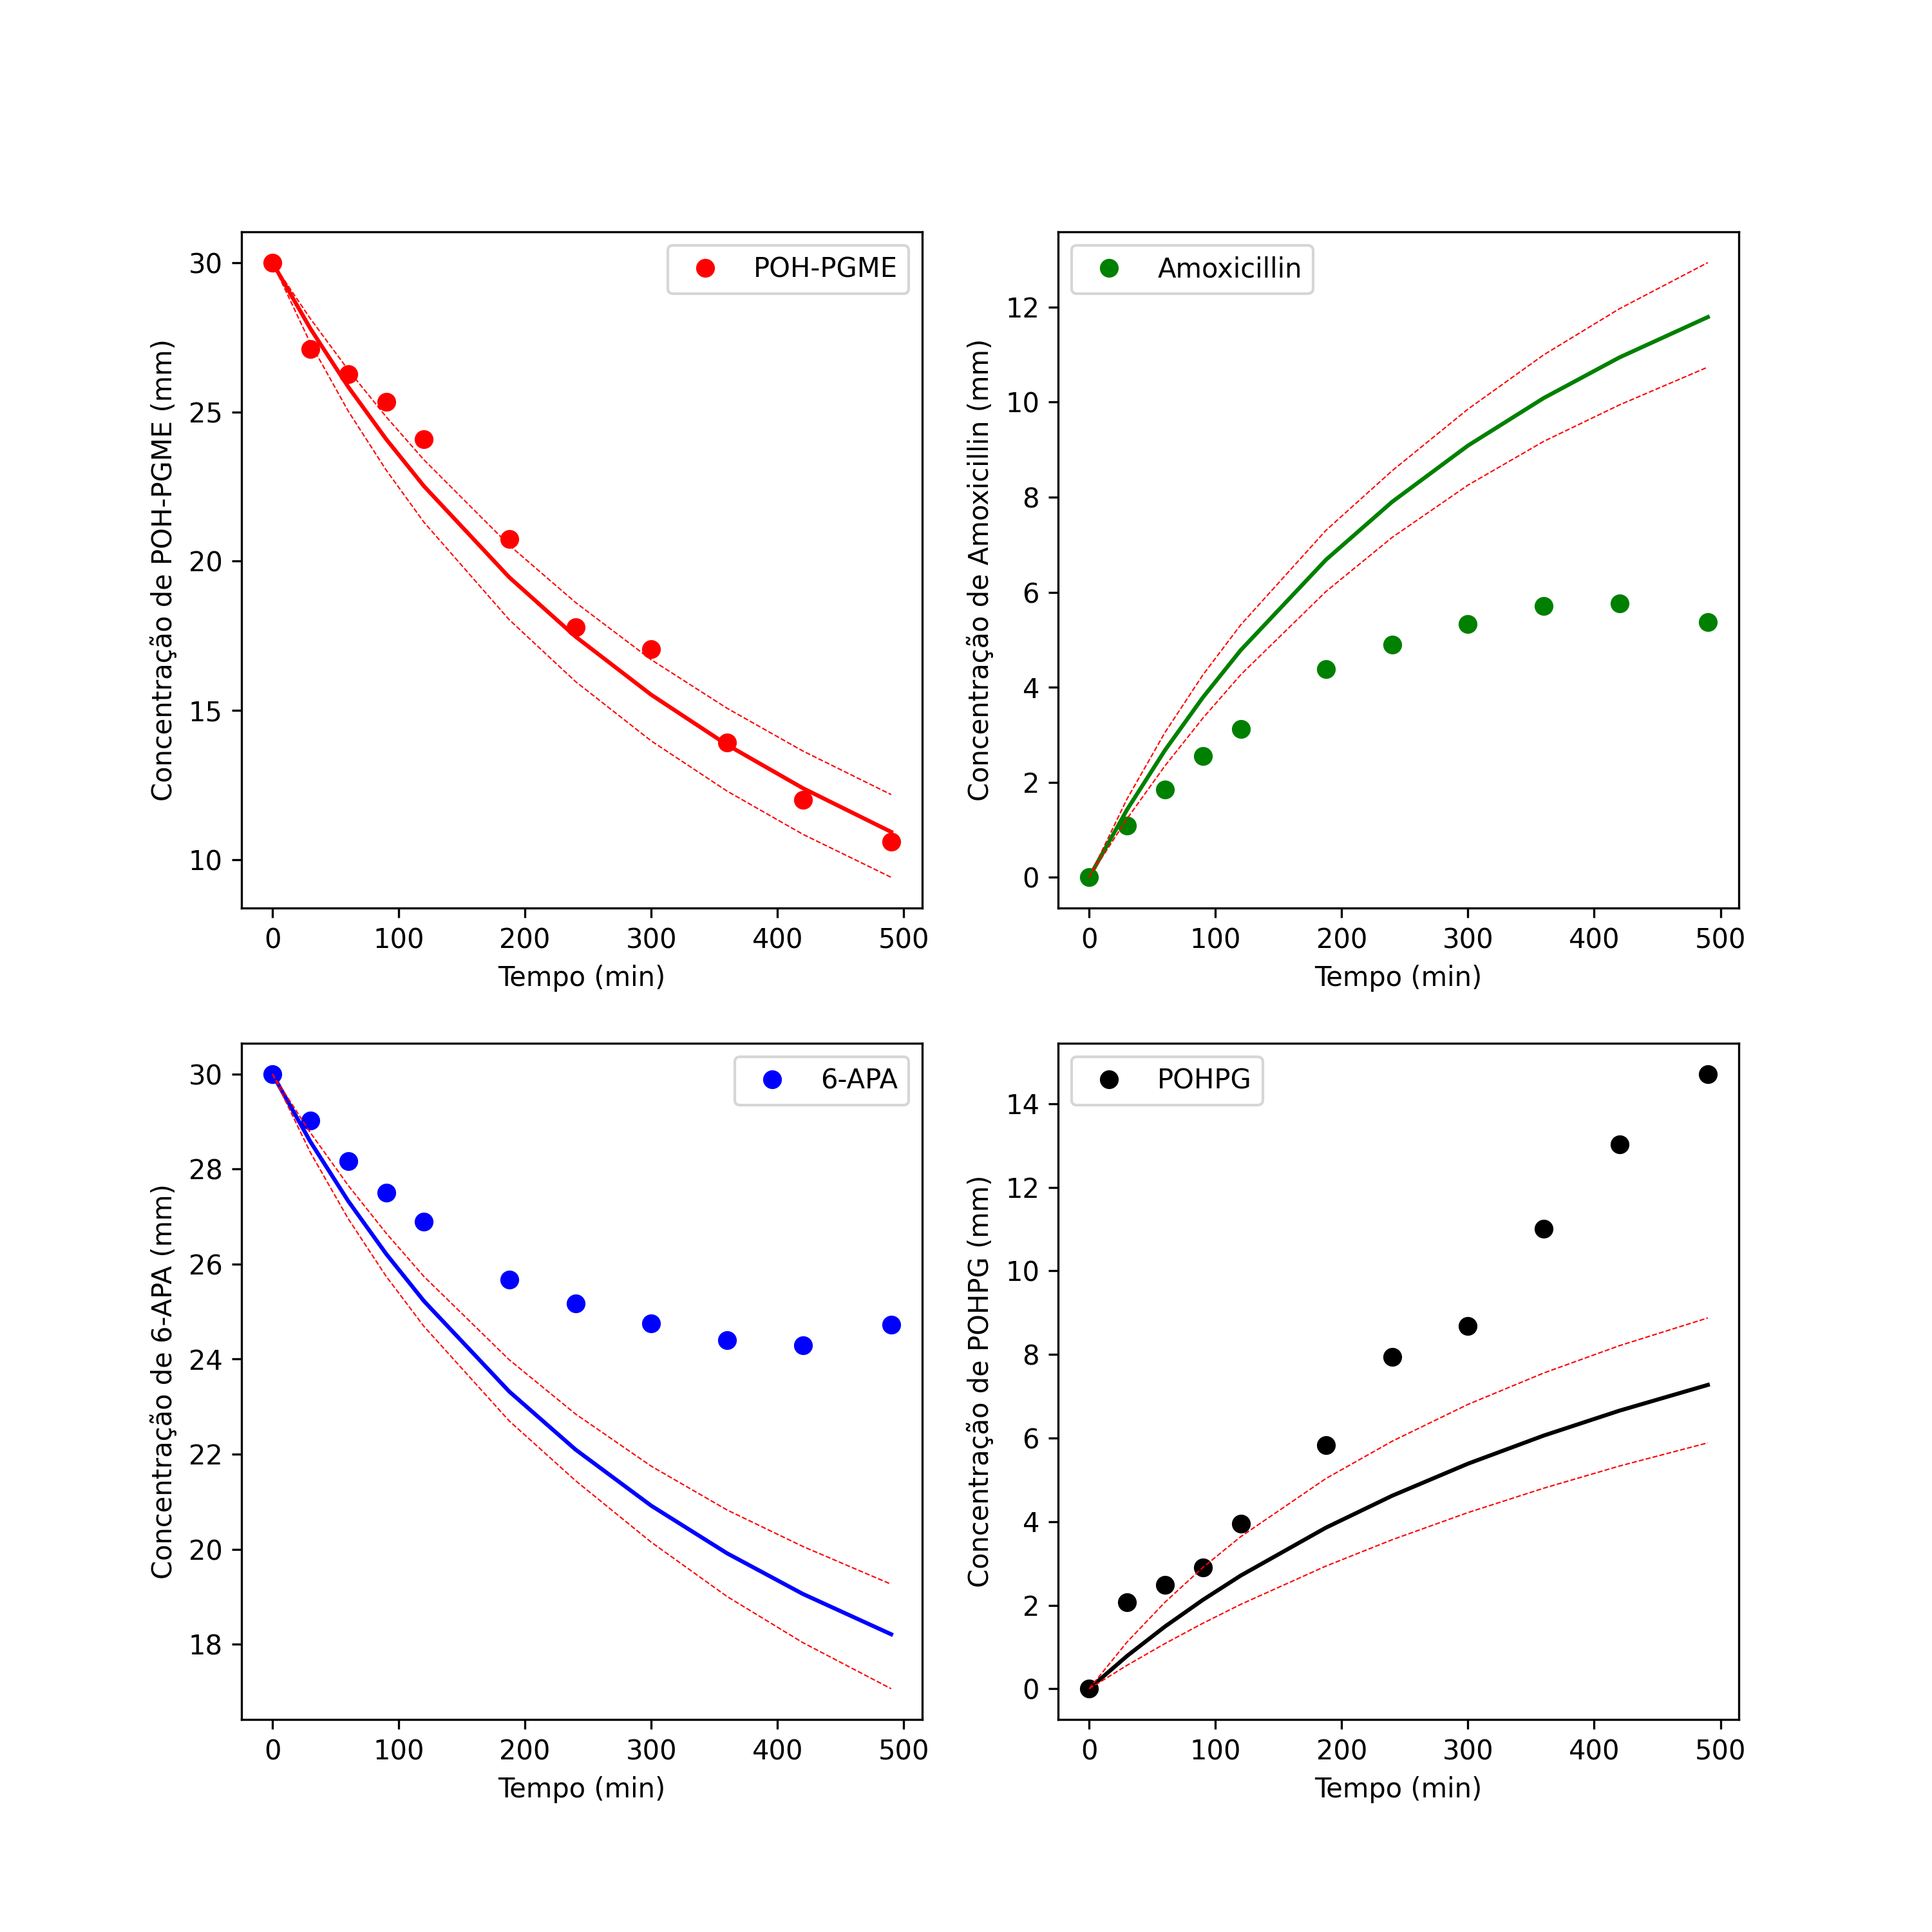 POH-PGME
Concentração de POH-PGME (mm)
30
25
20
15
10
0 100 200 300 400 500
Tempo (min)
Amoxicillin
Concentração de Amoxicillin (mm)
12
10
8
6
4
2
0
0 100 200 300 400 500
Tempo (min)
6-APA
Concentração de 6-APA (mm)
30
28
26
24
22
20
18
0 100 200 300 400 500
Tempo (min)
POHPG
Concentração de POHPG (mm)
14
12
10
8
6
4
2
0
0 100 200 300 400 500
Tempo (min)